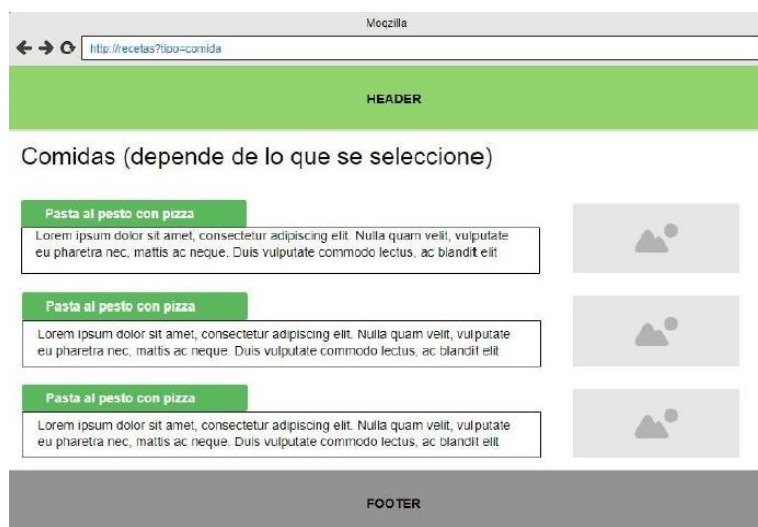 Moqzilla
http://recetas?tipo=comida
HEADER
Comidas (depende de lo que se seleccione)
Pasta al pesto con pizza
Lorem ipsum dolor sit amet, consectetur adipiscing elit. Nulla quam velit, vulputate
eu pharetra nec, mattis ac neque. Duis vulputate commodo lectus, ac blandit elit
Pasta al pesto con pizza
Lorem ipsum dolor sit amet, consectetur adipiscing elit. Nulla quam velit, vulputate
eu pharetra nec, mattis ac neque. Duis vulputate commodo lectus, ac blandit elit
Pasta al pesto con pizza
Lorem ipsum dolor sit amet, consectetur adipiscing elit. Nulla quam velit, vulputate
eu pharetra nec, mattis ac neque. Duis vulputate commodo lectus, ac blandit elit
FOOTER